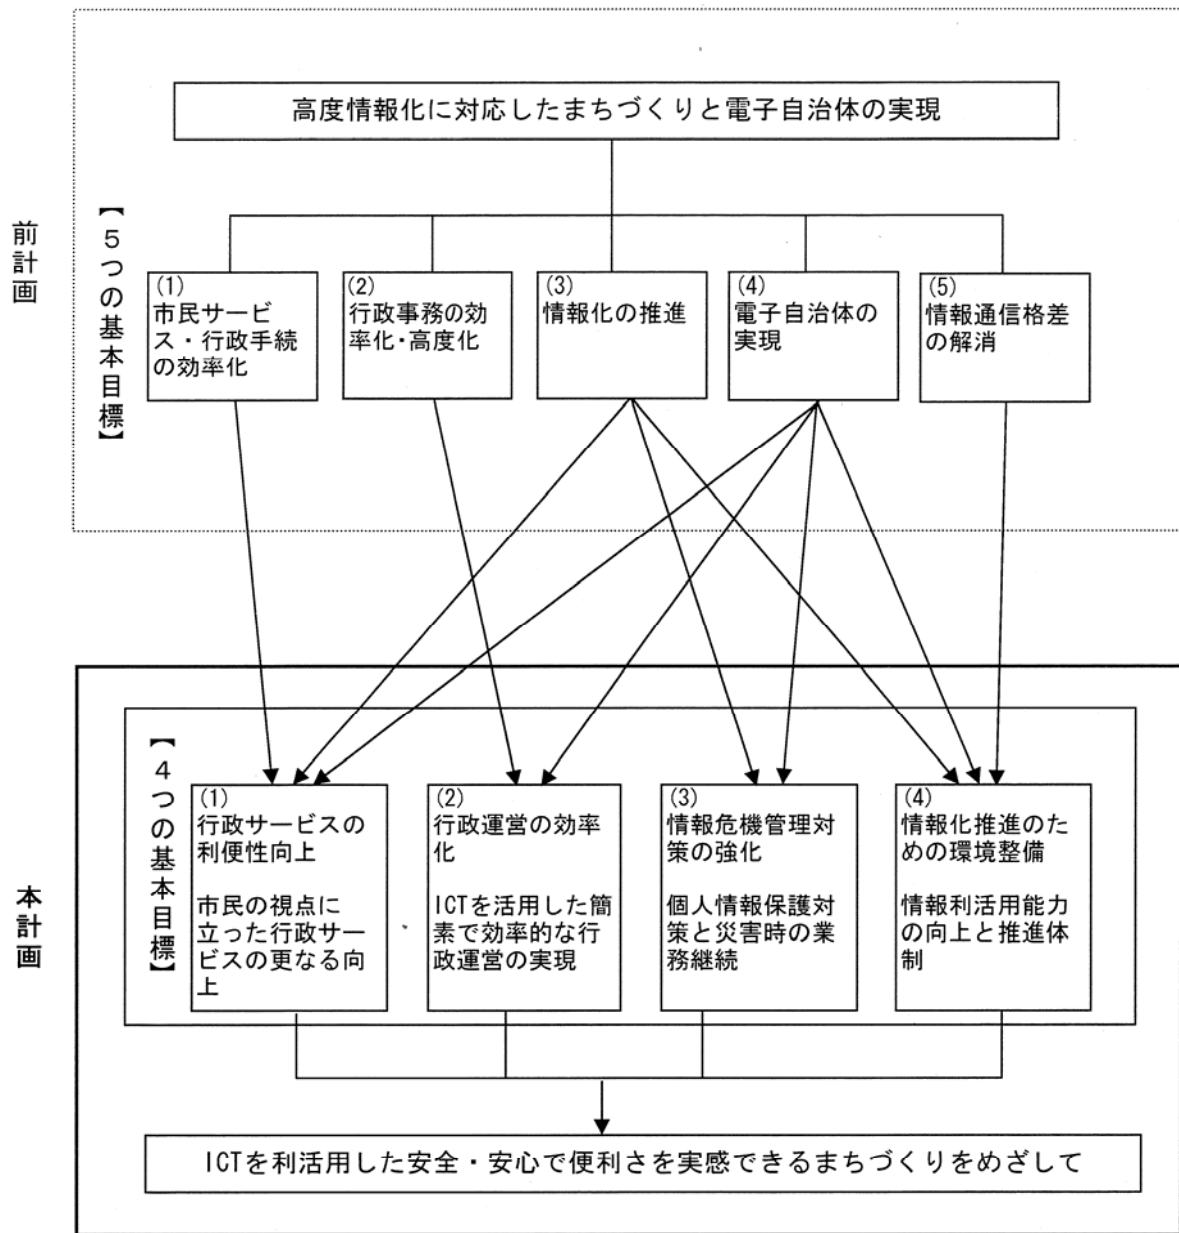 高度情報化に対応したまちづくりと電子自治体の実現
前計画
【5つの基本目標】
(1)
市民サービ
ス・行政手続
の効率化
(2)
行政事務の効
率化・高度化
(3)
情報化の推進
(4)
電子自治体の
実現
(5)
情報通信格差
の解消
本計画
【4つの基本目標】
(1)
行政サービスの
利便性向上
市民の視点に
立った行政サー
ビスの更なる向
上
(2)
行政運営の効率
化
ICTを活用した簡
素で効率的な行
政運営の実現
(3)
情報危機管理対
策の強化
個人情報保護対
策と災害時の業
務継続
(4)
情報化推進のた
めの環境整備
情報利活用能力
の向上と推進体
制
ICTを利活用した安全・安心で便利さを実感できるまちづくりをめざして